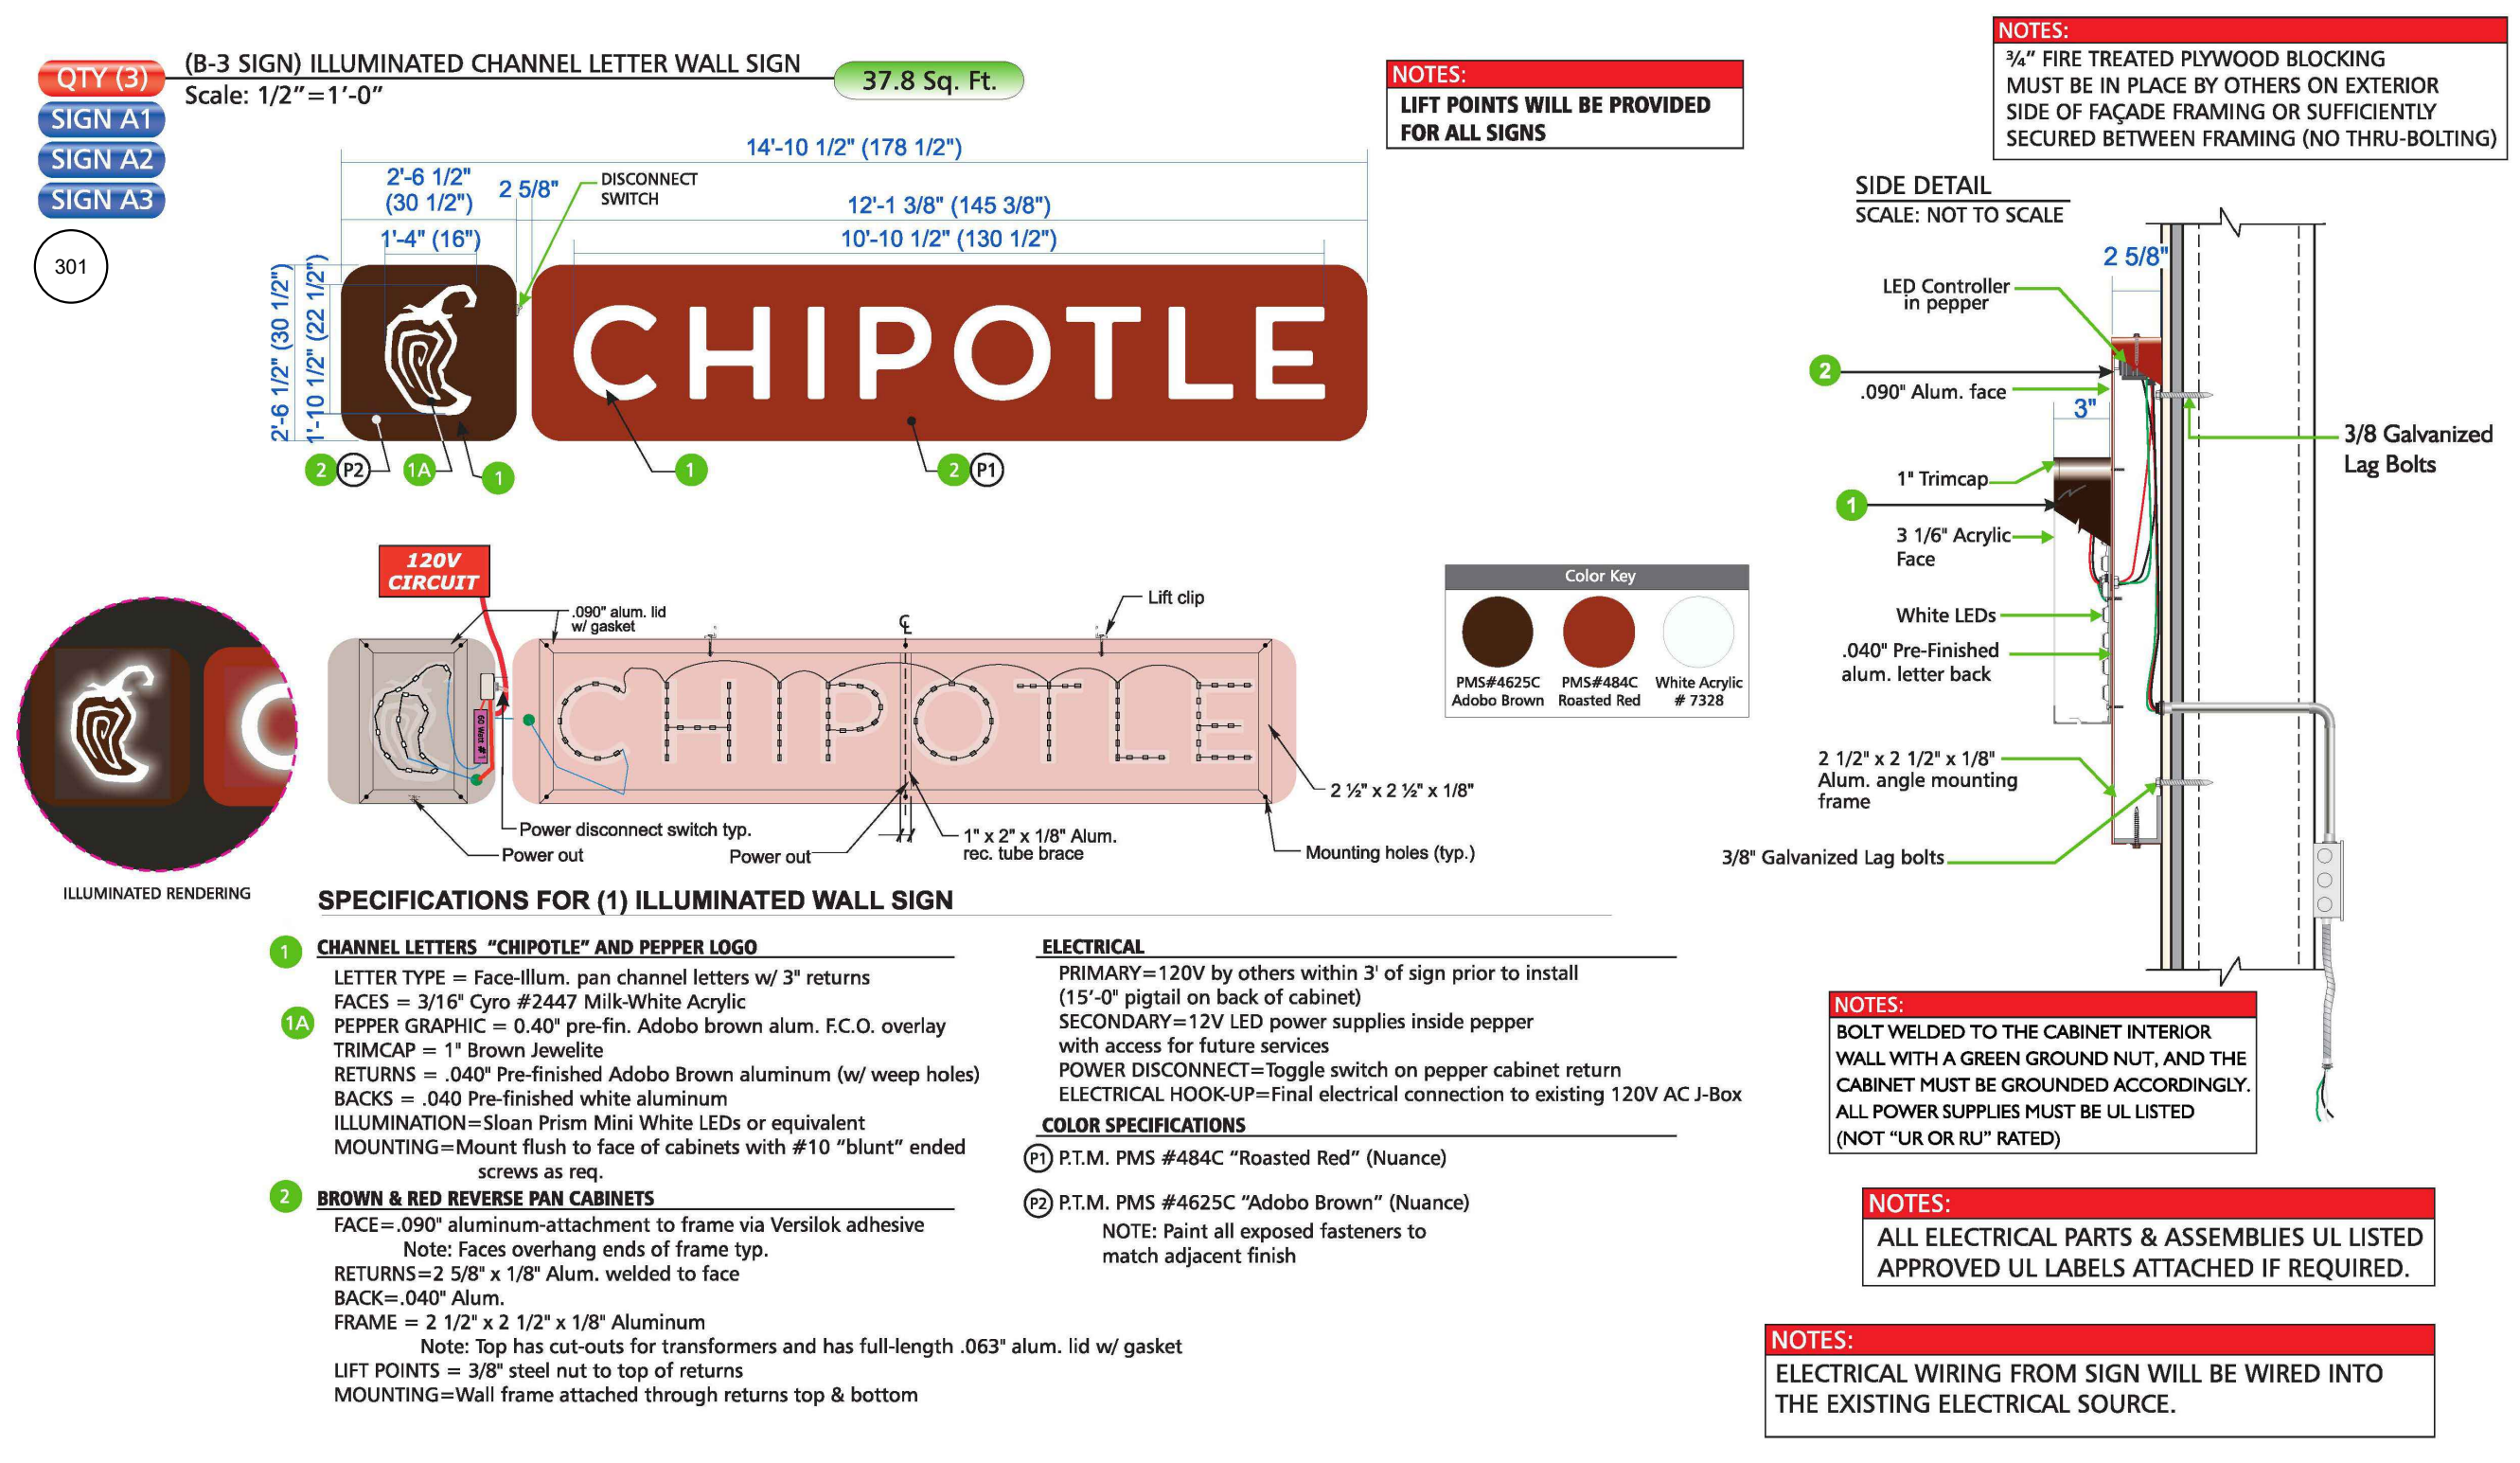 QTY (3)
SIGN A1
SIGN A2
SIGN A3
301
(B-3 SIGN) ILLUMINATED CHANNEL LETTER WALL SIGN
Scale: 1/2"=1'-0"
37.8 Sq. Ft.
14'-10 1/2" (178 1/2")
2'-6 1/2"
(30 1/2")
2 5/8"
DISCONNECT
SWITCH
12'-1 3/8" (145 3/8")
1'-4" (16")
10'-10 1/2" (130 1/2")
2'-6 1/2" (30 1/2")
1'-10 1/2" (22 1/2")
CHIPOTLE
2 P2 1A 1
1
2 P1
NOTES:
LIFT POINTS WILL BE PROVIDED
FOR ALL SIGNS
NOTES:
¾" FIRE TREATED PLYWOOD BLOCKING
MUST BE IN PLACE BY OTHERS ON EXTERIOR
SIDE OF FAÇADE FRAMING OR SUFFICIENTLY
SECURED BETWEEN FRAMING (NO THRU-BOLTING)
SIDE DETAIL
SCALE: NOT TO SCALE
2 5/8"
LED Controller
in pepper
2
.090" Alum. face
3"
3/8 Galvanized
Lag Bolts
1" Trimcap
1
3 1/6" Acrylic
Face
White LEDs
.040" Pre-Finished
alum. letter back
2 1/2" x 2 1/2" x 1/8"
Alum. angle mounting
frame
3/8" Galvanized Lag bolts
120V
CIRCUIT
.090" alum. lid
w/ gasket
Lift clip
CHIPOTLE
60 Watt # 1
2 ½" x 2 ½" x 1/8"
Power disconnect switch typ.
Power out
Power out
1" x 2" x 1/8" Alum.
rec. tube brace
Mounting holes (typ.)
ILLUMINATED RENDERING
Color Key
PMS#4625C
Adobo Brown
PMS#484C
Roasted Red
White Acrylic
# 7328
SPECIFICATIONS FOR (1) ILLUMINATED WALL SIGN
1 CHANNEL LETTERS "CHIPOTLE" AND PEPPER LOGO
LETTER TYPE = Face-Illum. pan channel letters w/ 3" returns
FACES = 3/16" Cyro #2447 Milk-White Acrylic
1A PEPPER GRAPHIC = 0.40" pre-fin. Adobo brown alum. F.C.O. overlay
TRIMCAP = 1" Brown Jewelite
RETURNS = .040" Pre-finished Adobo Brown aluminum (w/ weep holes)
BACKS = .040 Pre-finished white aluminum
ILLUMINATION=Sloan Prism Mini White LEDs or equivalent
MOUNTING=Mount flush to face of cabinets with #10 "blunt" ended
screws as req.
2 BROWN & RED REVERSE PAN CABINETS
FACE=.090" aluminum-attachment to frame via Versilok adhesive
Note: Faces overhang ends of frame typ.
RETURNS=2 5/8" x 1/8" Alum. welded to face
BACK=.040" Alum.
FRAME = 2 1/2" x 2 1/2" x 1/8" Aluminum
Note: Top has cut-outs for transformers and has full-length .063" alum. lid w/ gasket
LIFT POINTS = 3/8" steel nut to top of returns
MOUNTING=Wall frame attached through returns top & bottom
ELECTRICAL
PRIMARY=120V by others within 3' of sign prior to install
(15'-0" pigtail on back of cabinet)
SECONDARY=12V LED power supplies inside pepper
with access for future services
POWER DISCONNECT=Toggle switch on pepper cabinet return
ELECTRICAL HOOK-UP=Final electrical connection to existing 120V AC J-Box
COLOR SPECIFICATIONS
P1 P.T.M. PMS #484C "Roasted Red" (Nuance)
P2 P.T.M. PMS #4625C "Adobo Brown" (Nuance)
NOTE: Paint all exposed fasteners to
match adjacent finish
NOTES:
BOLT WELDED TO THE CABINET INTERIOR
WALL WITH A GREEN GROUND NUT, AND THE
CABINET MUST BE GROUNDED ACCORDINGLY.
ALL POWER SUPPLIES MUST BE UL LISTED
(NOT "UR OR RU" RATED)
NOTES:
ALL ELECTRICAL PARTS & ASSEMBLIES UL LISTED
APPROVED UL LABELS ATTACHED IF REQUIRED.
NOTES:
ELECTRICAL WIRING FROM SIGN WILL BE WIRED INTO
THE EXISTING ELECTRICAL SOURCE.